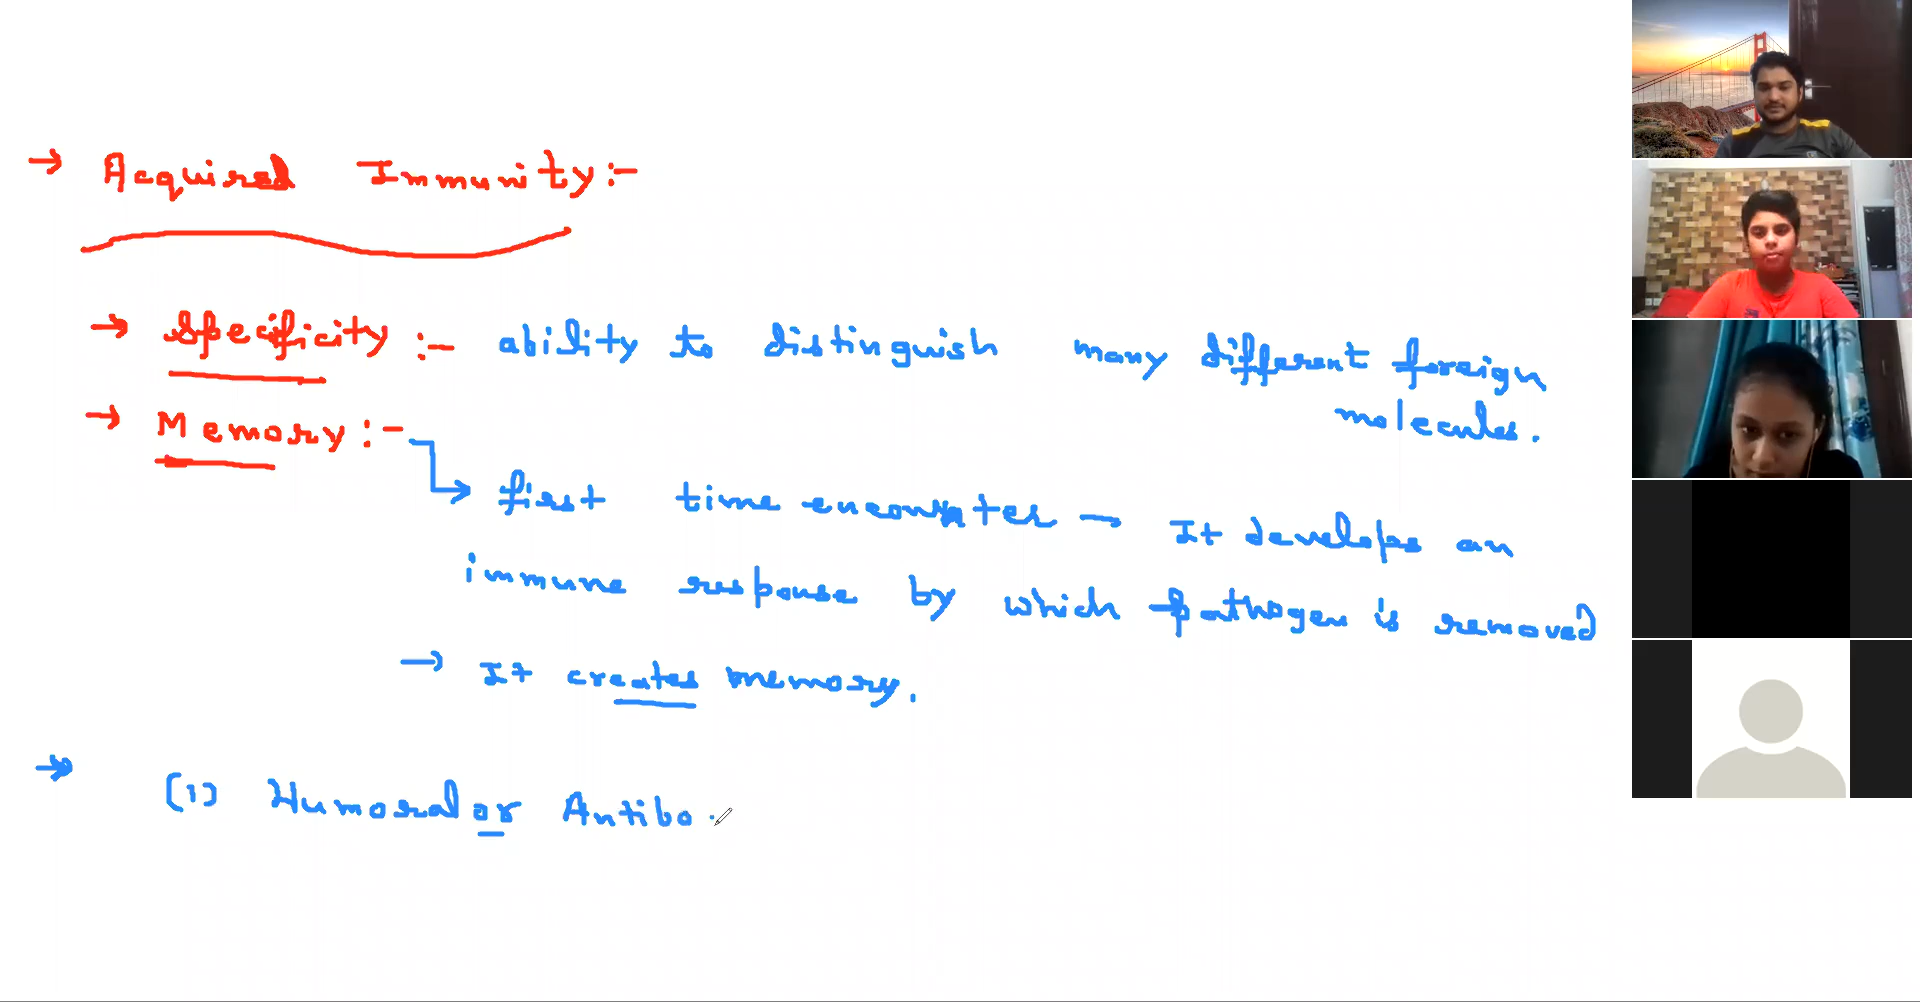 → Acquired Immunity :-
→ Specificity :- ability to distinguish many different foreign
molecules.
→ Memory :-
first time encounter - It develops an
immune response by which pathogen is removed
→ It creates memory.
→ (1) Humoral or Antibo